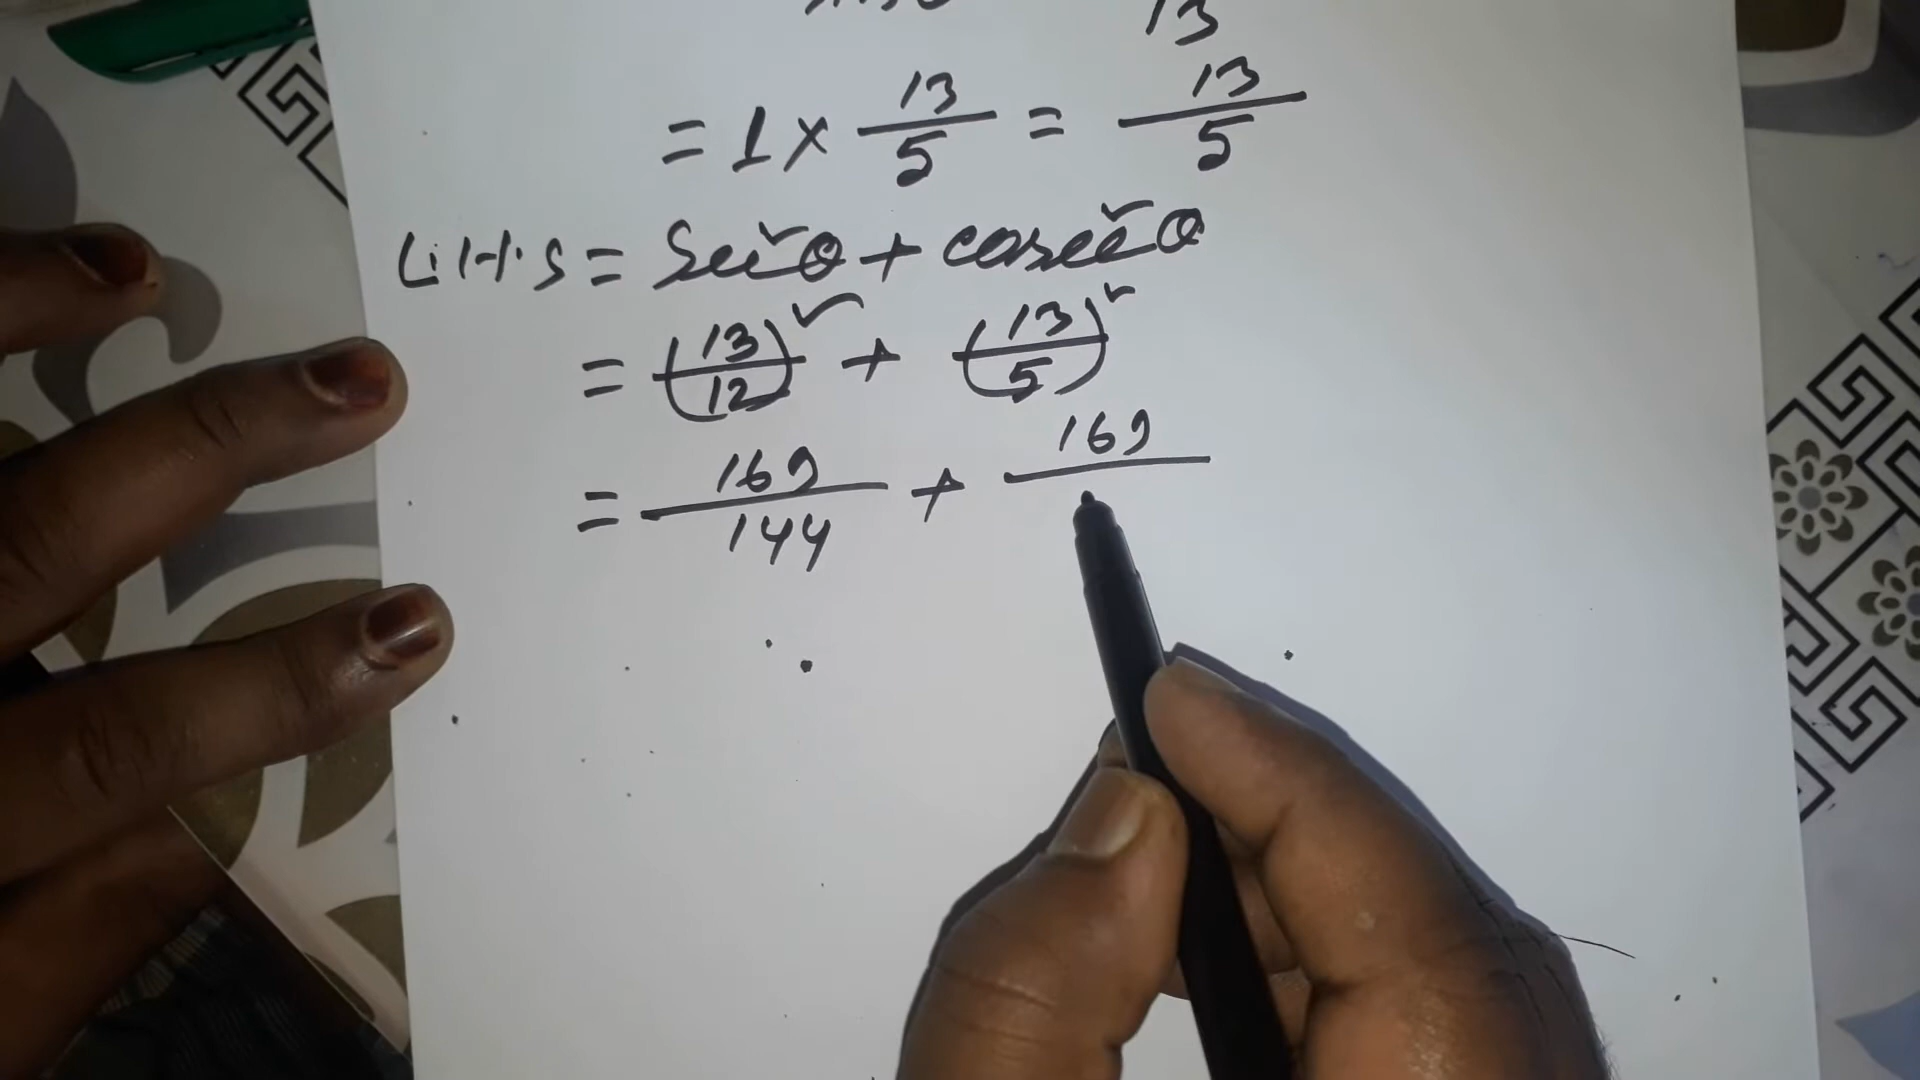 13
= 1 × 13/5 = 13/5
L.H.S = Sec²θ + cosec²θ
= (13/12)² + (13/5)²
= 169/144 + 169/